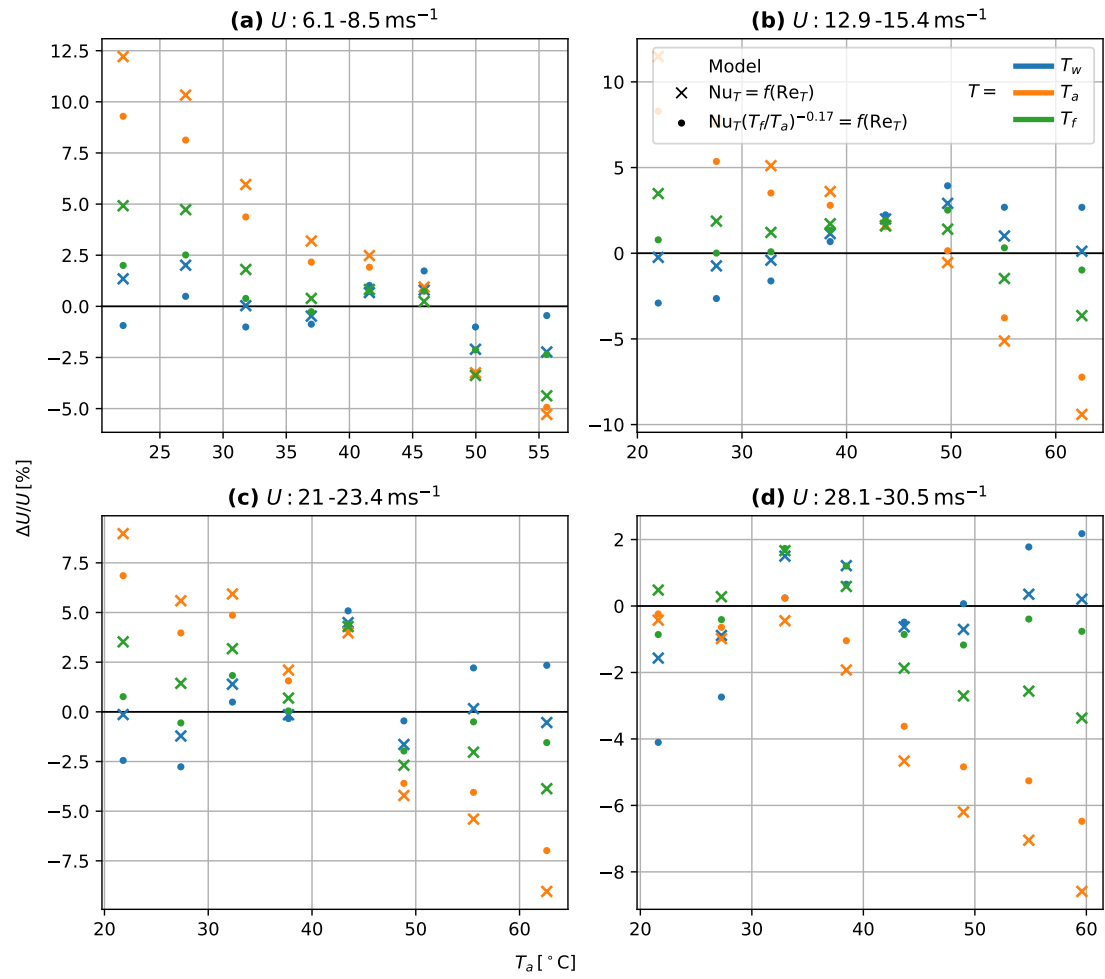 (a) U : 6.1 -8.5 ms⁻¹
12.5
10.0
7.5
5.0
2.5
0.0
−2.5
−5.0
25 30 35 40 45 50 55
(b) U : 12.9 -15.4 ms⁻¹
Model
Nu_T = f(Re_T)
Nu_T(T_f/T_a)^−0.17 = f(Re_T)
T =
T_w
T_a
T_f
10
5
0
−5
−10
20 30 40 50 60
ΔU/U [%]
(c) U : 21 -23.4 ms⁻¹
7.5
5.0
2.5
0.0
−2.5
−5.0
−7.5
20 30 40 50 60
(d) U : 28.1 -30.5 ms⁻¹
2
0
−2
−4
−6
−8
20 25 30 35 40 45 50 55 60
T_a [°C]